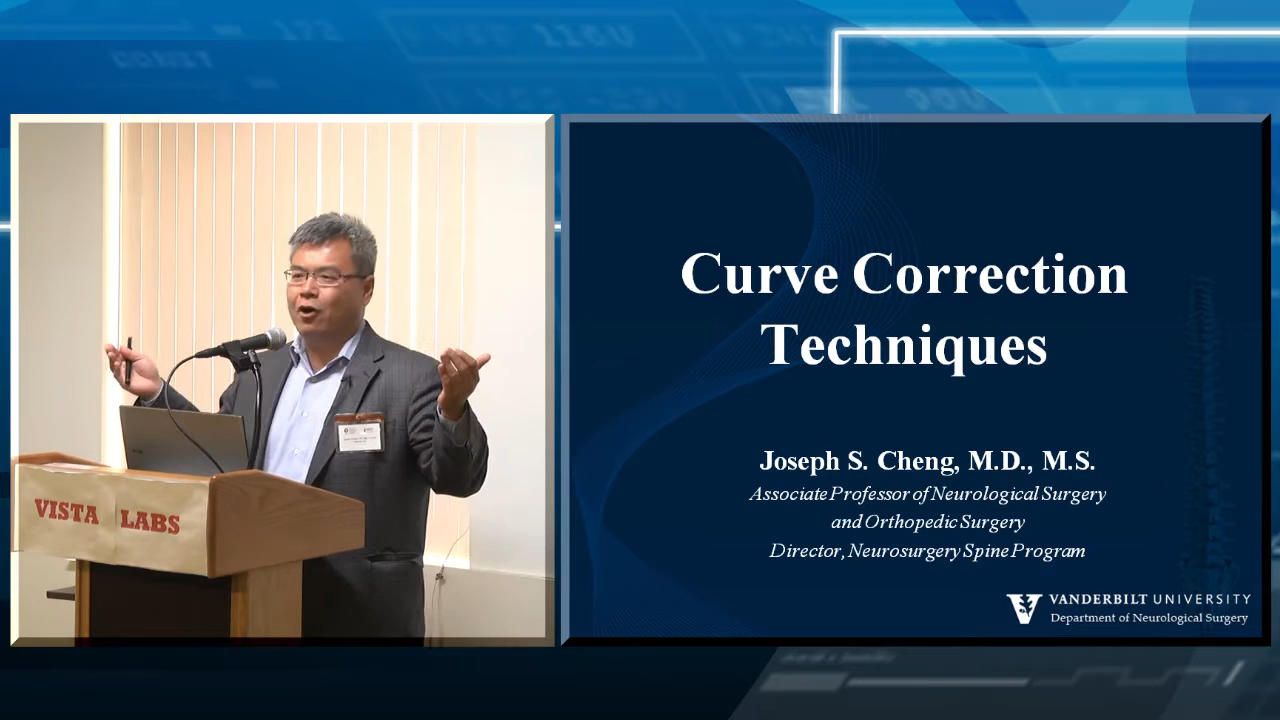 VISTA LABS
Curve Correction
Techniques
Joseph S. Cheng, M.D., M.S.
Associate Professor of Neurological Surgery
and Orthopedic Surgery
Director, Neurosurgery Spine Program
VANDERBILT UNIVERSITY
Department of Neurological Surgery